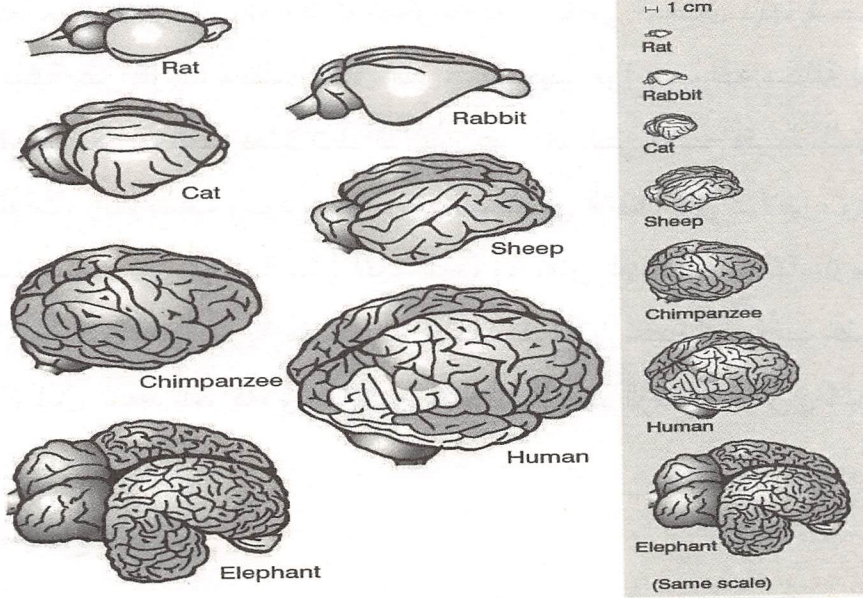 Rat
Rabbit
Cat
Sheep
Chimpanzee
Human
Elephant
1 cm
Rat
Rabbit
Cat
Sheep
Chimpanzee
Human
Elephant
(Same scale)